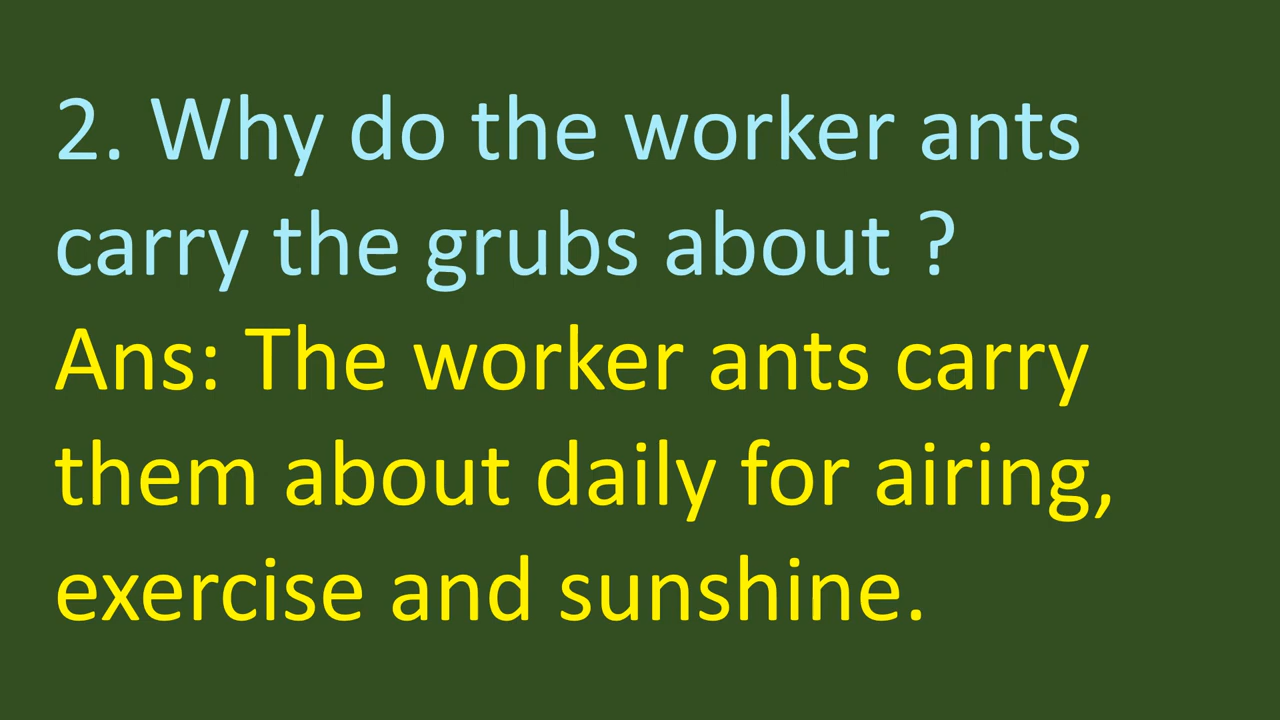 2. Why do the worker ants
carry the grubs about ?
Ans: The worker ants carry
them about daily for airing,
exercise and sunshine.